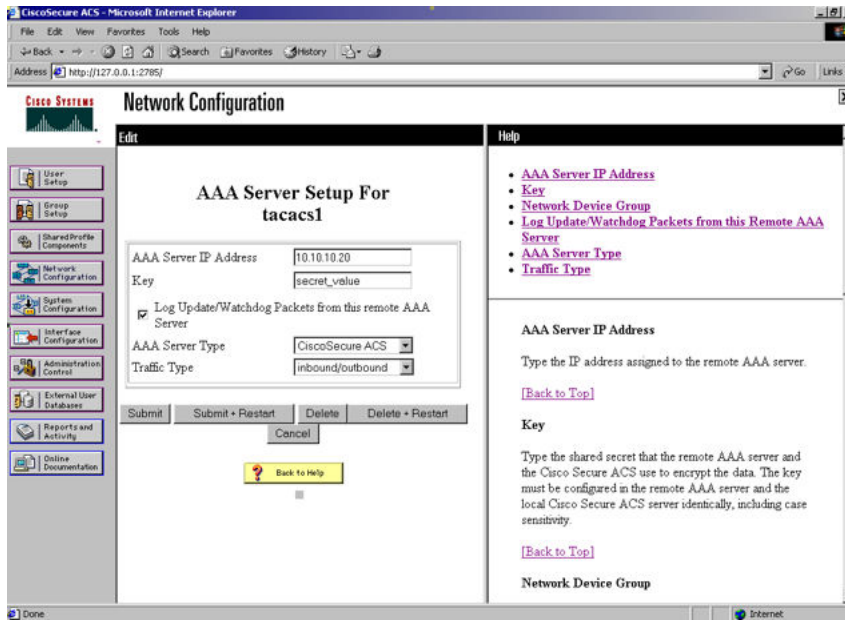 CiscoSecure ACS - Microsoft Internet Explorer
File Edit View Favorites Tools Help
Back Search Favorites History
Address http://127.0.0.1:2785/ Go Links
CISCO SYSTEMS
Network Configuration
Edit
User Setup
Group Setup
Shared Profile Components
Network Configuration
System Configuration
Interface Configuration
Administration Control
External User Databases
Reports and Activity
Online Documentation
AAA Server Setup For
tacacs1
AAA Server IP Address 10.10.10.20
Key secret_value
Log Update/Watchdog Packets from this remote AAA
Server
AAA Server Type CiscoSecure ACS
Traffic Type inbound/outbound
Submit Submit + Restart Delete Delete + Restart
Cancel
? Back to Help
Help
AAA Server IP Address
Key
Network Device Group
Log Update/Watchdog Packets from this Remote AAA
Server
AAA Server Type
Traffic Type
AAA Server IP Address
Type the IP address assigned to the remote AAA server.
[Back to Top]
Key
Type the shared secret that the remote AAA server and
the Cisco Secure ACS use to encrypt the data. The key
must be configured in the remote AAA server and the
local Cisco Secure ACS server identically, including case
sensitivity.
[Back to Top]
Network Device Group
Done Internet